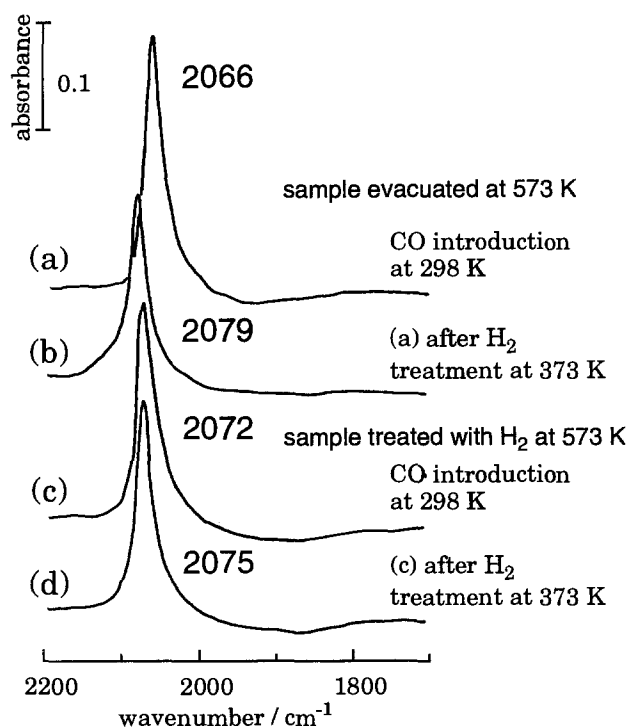 absorbance
0.1
2066
sample evacuated at 573 K
(a)
CO introduction
at 298 K
2079
(b)
(a) after H₂
treatment at 373 K
2072
sample treated with H₂ at 573 K
(c)
CO introduction
at 298 K
2075
(d)
(c) after H₂
treatment at 373 K
2200
2000
1800
wavenumber / cm⁻¹